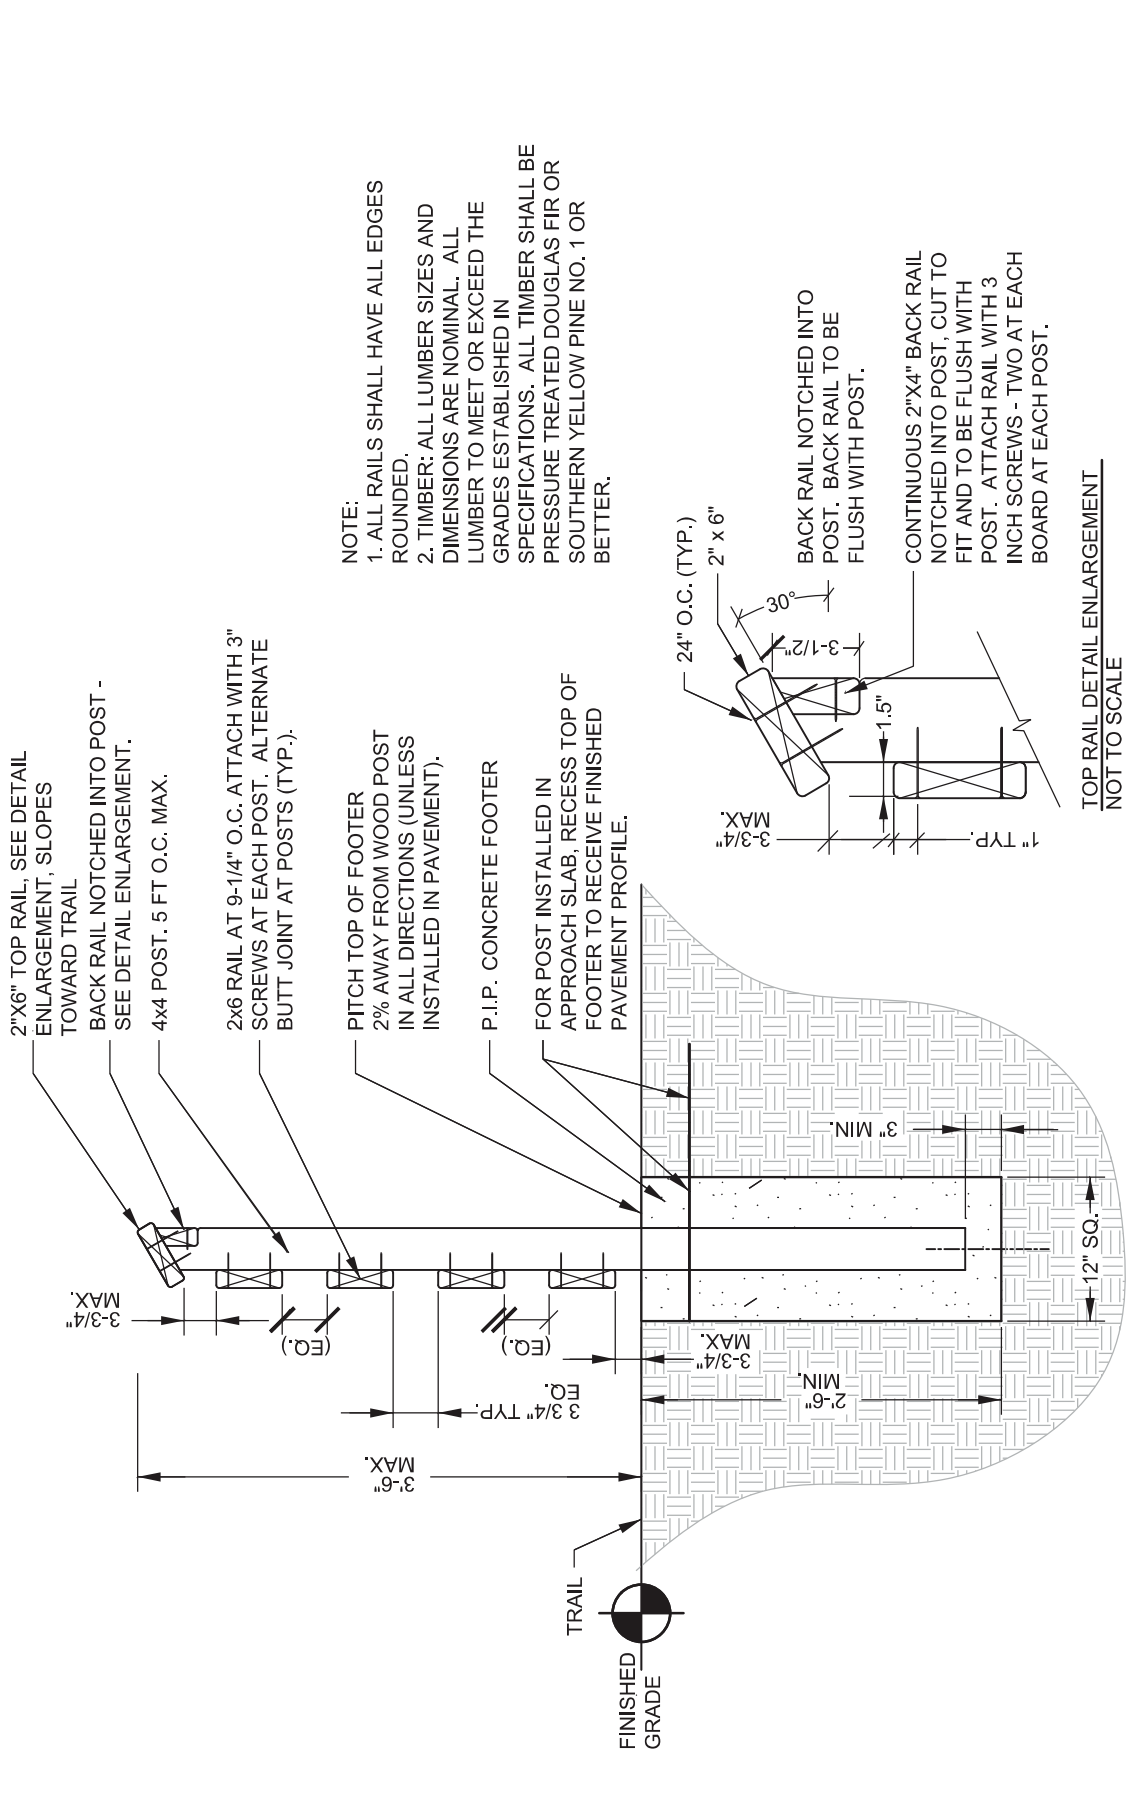 2"X6" TOP RAIL, SEE DETAIL
ENLARGEMENT, SLOPES
TOWARD TRAIL
BACK RAIL NOTCHED INTO POST -
SEE DETAIL ENLARGEMENT.
4x4 POST. 5 FT O.C. MAX.
2x6 RAIL AT 9-1/4" O.C. ATTACH WITH 3"
SCREWS AT EACH POST. ALTERNATE
BUTT JOINT AT POSTS (TYP.).
PITCH TOP OF FOOTER
2% AWAY FROM WOOD POST
IN ALL DIRECTIONS (UNLESS
INSTALLED IN PAVEMENT).
P.I.P. CONCRETE FOOTER
FOR POST INSTALLED IN
APPROACH SLAB, RECESS TOP OF
FOOTER TO RECEIVE FINISHED
PAVEMENT PROFILE.
3-3/4"
MAX.
(EQ.)
(EQ.)
3 3/4" TYP.
EQ.
3'-6"
MAX.
3-3/4"
MAX.
2'-6"
MIN.
3" MIN.
12" SQ.
TRAIL
FINISHED
GRADE
NOTE:
1. ALL RAILS SHALL HAVE ALL EDGES
ROUNDED.
2. TIMBER: ALL LUMBER SIZES AND
DIMENSIONS ARE NOMINAL. ALL
LUMBER TO MEET OR EXCEED THE
GRADES ESTABLISHED IN
SPECIFICATIONS. ALL TIMBER SHALL BE
PRESSURE TREATED DOUGLAS FIR OR
SOUTHERN YELLOW PINE NO. 1 OR
BETTER.
24" O.C. (TYP.)
2" x 6"
30°
3-1/2"
1.5"
3-3/4"
MAX.
1" TYP.
BACK RAIL NOTCHED INTO
POST. BACK RAIL TO BE
FLUSH WITH POST.
CONTINUOUS 2"X4" BACK RAIL
NOTCHED INTO POST, CUT TO
FIT AND TO BE FLUSH WITH
POST. ATTACH RAIL WITH 3
INCH SCREWS - TWO AT EACH
BOARD AT EACH POST.
TOP RAIL DETAIL ENLARGEMENT
NOT TO SCALE